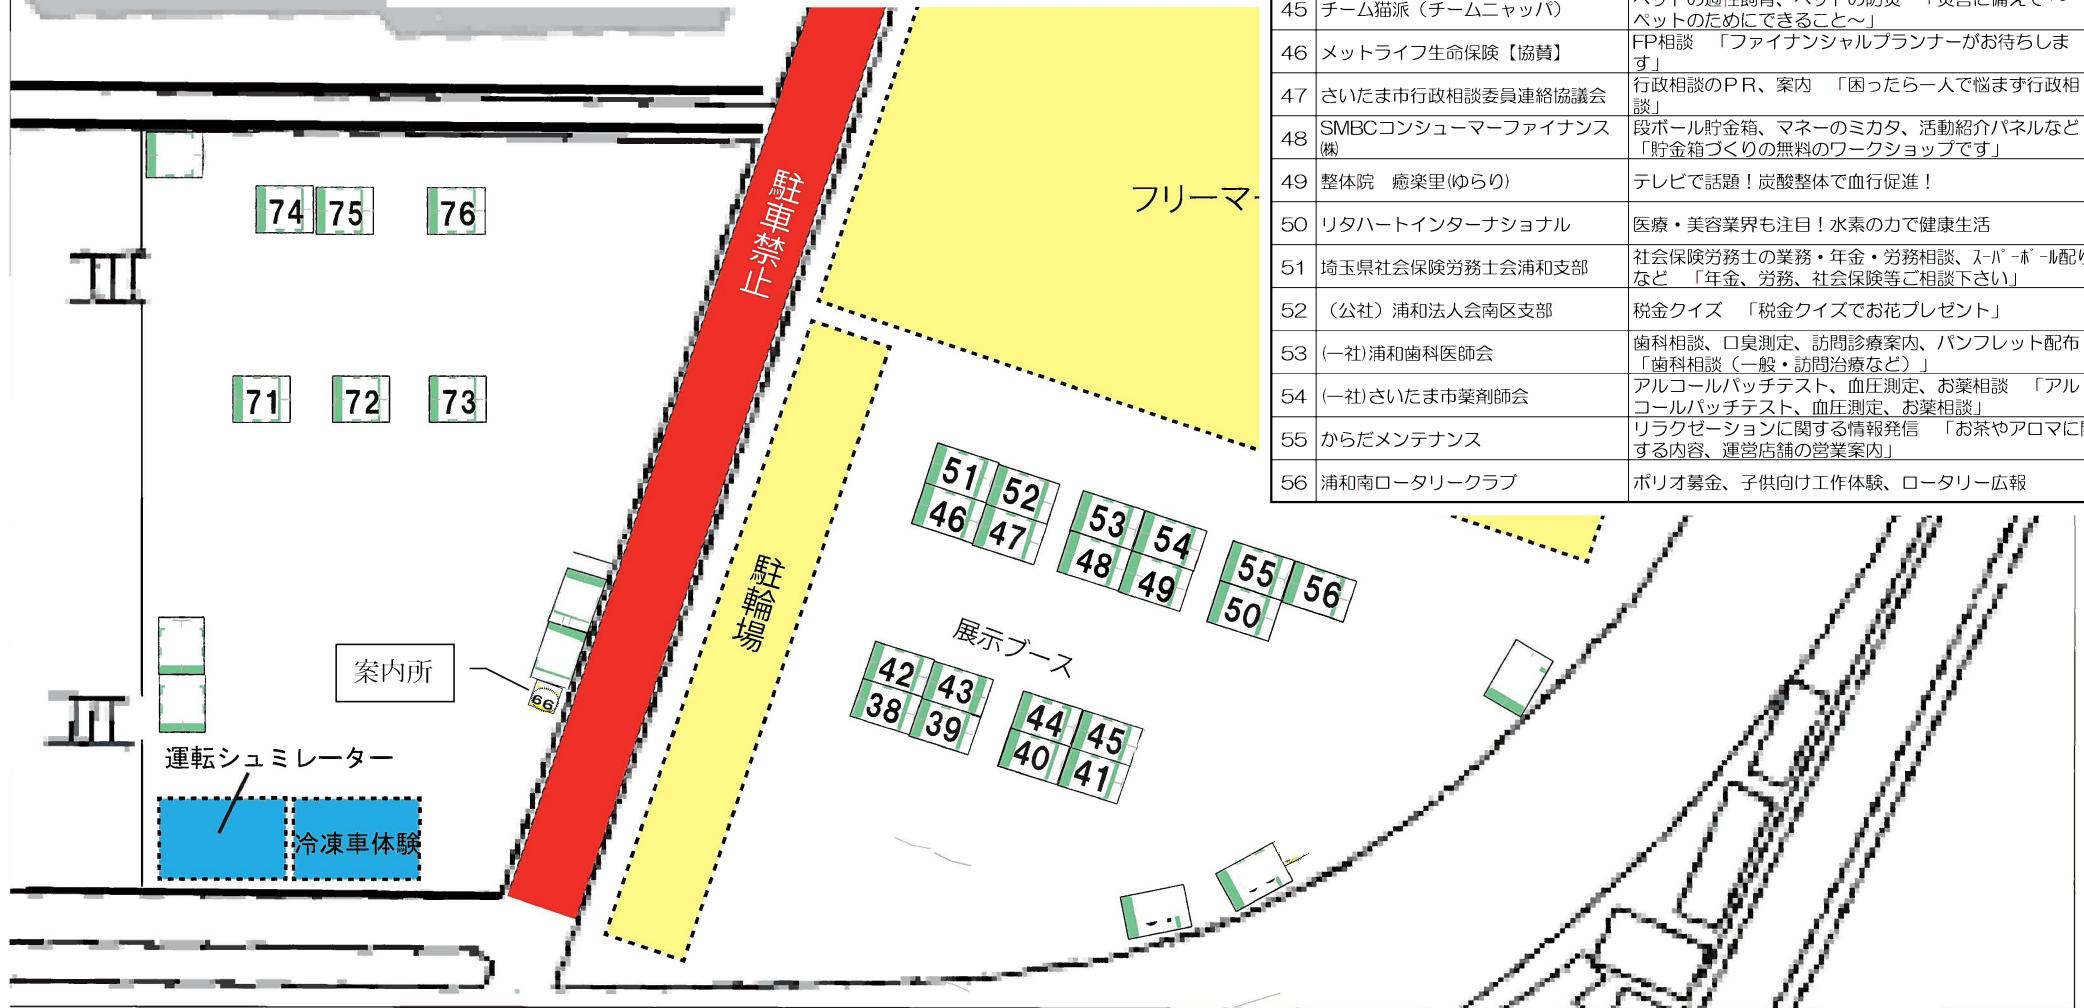 45 チーム猫派（チームニャッパ）
ペットのためにできること～」
46 メットライフ生命保険【協賛】 FP相談　「ファイナンシャルプランナーがお待ちしま
す」
47 さいたま市行政相談委員連絡協議会 行政相談のＰＲ、案内　「困ったら一人で悩まず行政相
談」
48 SMBCコンシューマーファイナンス
㈱
段ボール貯金箱、マネーのミカタ、活動紹介パネルなど
「貯金箱づくりの無料のワークショップです」
49 整体院　癒楽里(ゆらり) テレビで話題！炭酸整体で血行促進！
50 リタハートインターナショナル 医療・美容業界も注目！水素の力で健康生活
51 埼玉県社会保険労務士会浦和支部 社会保険労務士の業務・年金・労務相談、ｽｰﾊﾟｰﾎﾞｰﾙ配り
など　「年金、労務、社会保険等ご相談下さい」
52 （公社）浦和法人会南区支部 税金クイズ　「税金クイズでお花プレゼント」
53 (一社)浦和歯科医師会 歯科相談、口臭測定、訪問診療案内、パンフレット配布
「歯科相談（一般・訪問治療など）」
54 (一社)さいたま市薬剤師会 アルコールパッチテスト、血圧測定、お薬相談　「アル
コールパッチテスト、血圧測定、お薬相談」
55 からだメンテナンス リラクゼーションに関する情報発信　「お茶やアロマに関
する内容、運営店舗の営業案内」
56 浦和南ロータリークラブ ポリオ募金、子供向け工作体験、ロータリー広報
74 75 76
71 72 73
駐車禁止
フリーマー
駐輪場
51 52
46 47
53 54
48 49
55 56
50
展示ブース
42 43
38 39
44 45
40 41
案内所
66
運転シュミレーター
冷凍車体験